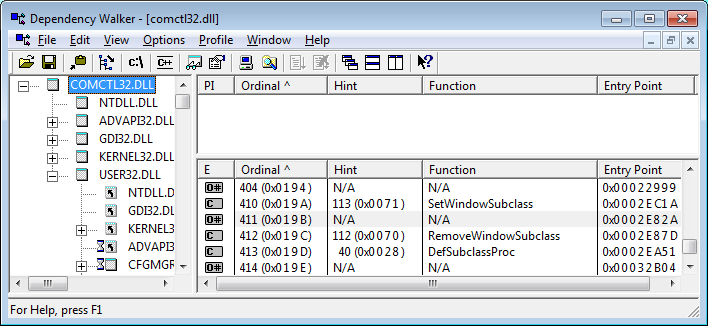 Dependency Walker - [comctl32.dll]
File Edit View Options Profile Window Help
c:\ C++
COMCTL32.DLL
NTDLL.DLL
ADVAPI32.DLL
GDI32.DLL
KERNEL32.DLL
USER32.DLL
NTDLL.D
GDI32.D
KERNEL3
ADVAPI3
CFGMGR
PI Ordinal ^ Hint Function Entry Point
E Ordinal ^ Hint Function Entry Point
O# 404 (0x0194) N/A N/A 0x00022999
C 410 (0x019A) 113 (0x0071) SetWindowSubclass 0x0002EC1A
O# 411 (0x019B) N/A N/A 0x0002E82A
C 412 (0x019C) 112 (0x0070) RemoveWindowSubclass 0x0002E87D
C 413 (0x019D) 40 (0x0028) DefSubclassProc 0x0002EA51
O# 414 (0x019E) N/A N/A 0x00032B04
For Help, press F1